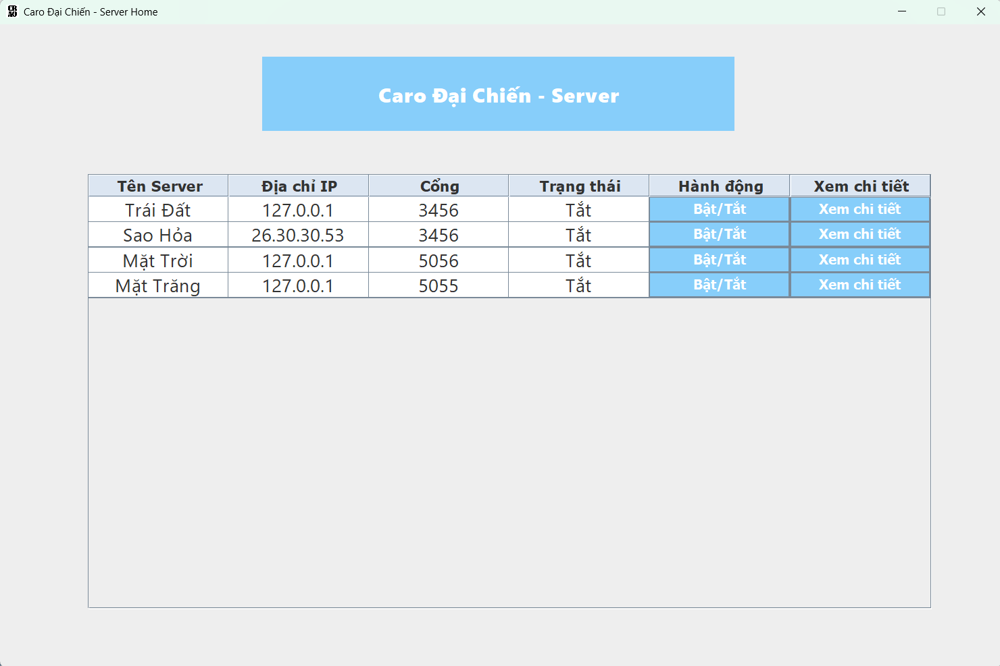 CR
AO
Caro Đại Chiến - Server Home
Caro Đại Chiến - Server
Tên Server Địa chỉ IP Cổng Trạng thái Hành động Xem chi tiết
Trái Đất 127.0.0.1 3456 Tắt Bật/Tắt Xem chi tiết
Sao Hỏa 26.30.30.53 3456 Tắt Bật/Tắt Xem chi tiết
Mặt Trời 127.0.0.1 5056 Tắt Bật/Tắt Xem chi tiết
Mặt Trăng 127.0.0.1 5055 Tắt Bật/Tắt Xem chi tiết